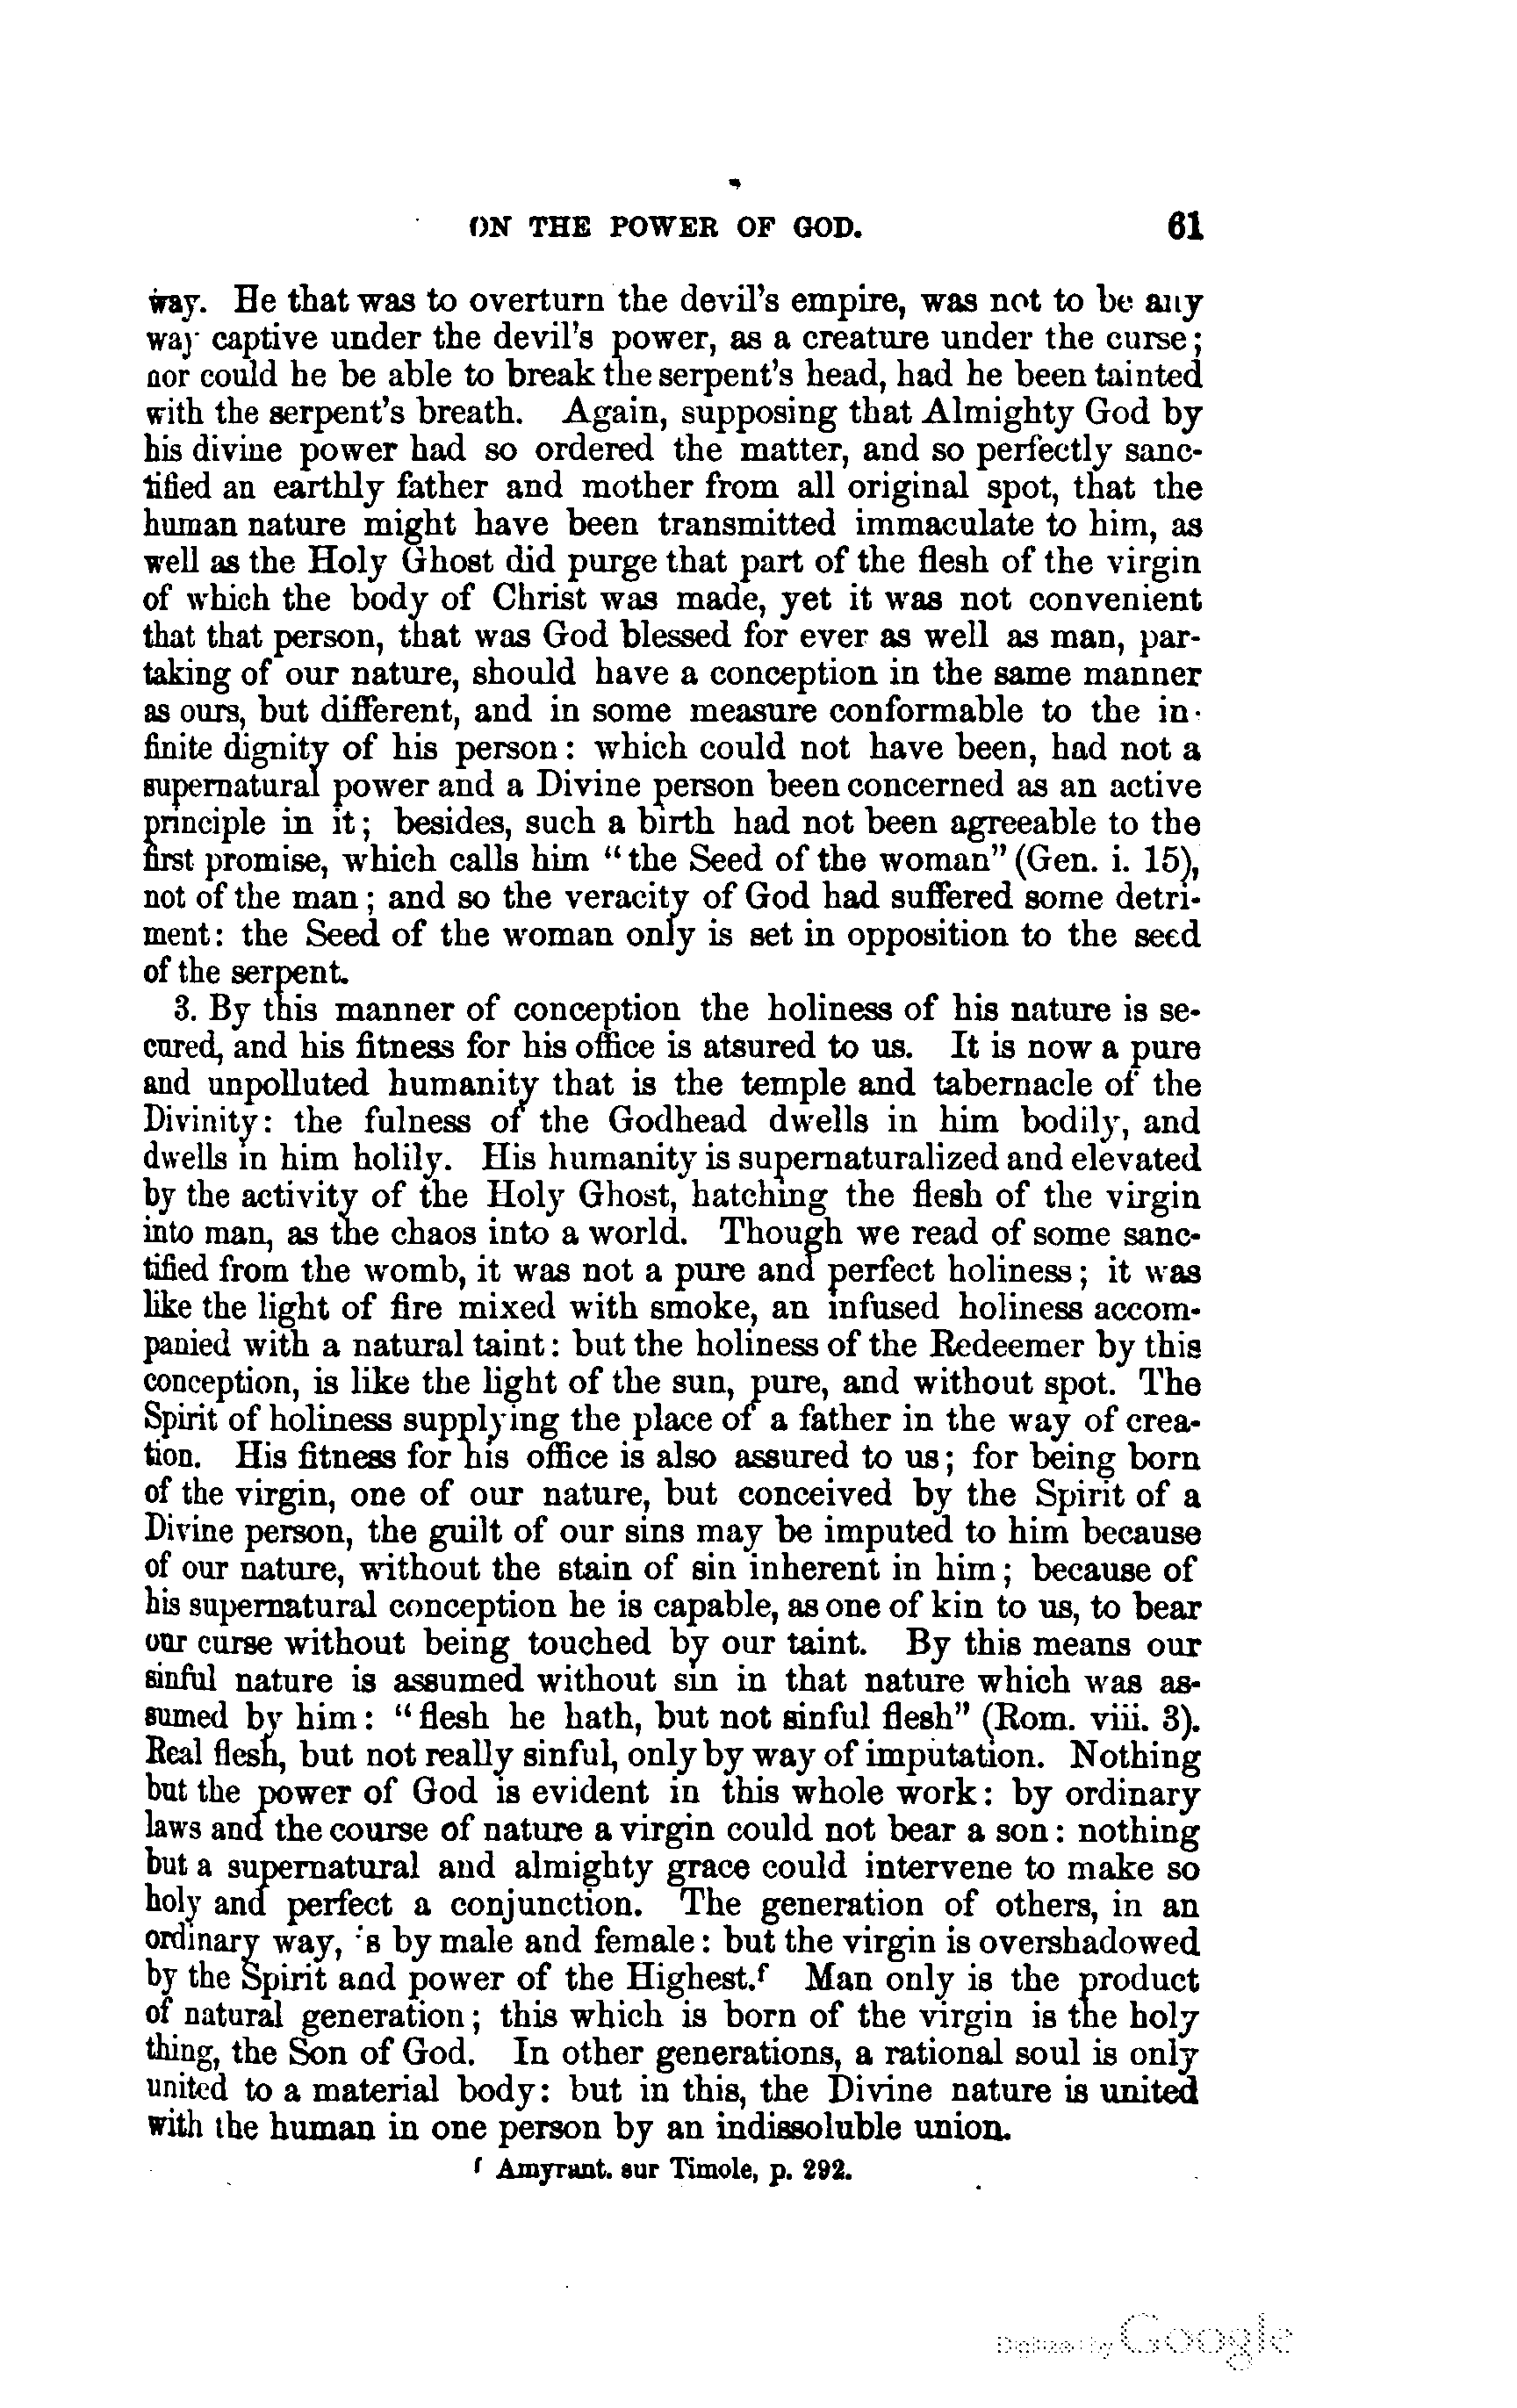 ON THE POWER OF GOD. 61
way. He that was to overturn the devil's empire, was not to be any
way captive under the devil's power, as a creature under the curse;
nor could he be able to break the serpent's head, had he been tainted
with the serpent's breath. Again, supposing that Almighty God by
his divine power had so ordered the matter, and so perfectly sanc-
tified an earthly father and mother from all original spot, that the
human nature might have been transmitted immaculate to him, as
well as the Holy Ghost did purge that part of the flesh of the virgin
of which the body of Christ was made, yet it was not convenient
that that person, that was God blessed for ever as well as man, par-
taking of our nature, should have a conception in the same manner
as ours, but different, and in some measure conformable to the in-
finite dignity of his person: which could not have been, had not a
supernatural power and a Divine person been concerned as an active
principle in it; besides, such a birth had not been agreeable to the
first promise, which calls him "the Seed of the woman" (Gen. i. 15),
not of the man; and so the veracity of God had suffered some detri-
ment: the Seed of the woman only is set in opposition to the seed
of the serpent.
3. By this manner of conception the holiness of his nature is se-
cured, and his fitness for his office is atsured to us. It is now a pure
and unpolluted humanity that is the temple and tabernacle of the
Divinity: the fulness of the Godhead dwells in him bodily, and
dwells in him holily. His humanity is supernaturalized and elevated
by the activity of the Holy Ghost, hatching the flesh of the virgin
into man, as the chaos into a world. Though we read of some sanc-
tified from the womb, it was not a pure and perfect holiness; it was
like the light of fire mixed with smoke, an infused holiness accom-
panied with a natural taint: but the holiness of the Redeemer by this
conception, is like the light of the sun, pure, and without spot. The
Spirit of holiness supplying the place of a father in the way of crea-
tion. His fitness for his office is also assured to us; for being born
of the virgin, one of our nature, but conceived by the Spirit of a
Divine person, the guilt of our sins may be imputed to him because
of our nature, without the stain of sin inherent in him; because of
his supernatural conception he is capable, as one of kin to us, to bear
our curse without being touched by our taint. By this means our
sinful nature is assumed without sin in that nature which was as-
sumed by him: "flesh he hath, but not sinful flesh" (Rom. viii. 3).
Real flesh, but not really sinful, only by way of imputation. Nothing
but the power of God is evident in this whole work: by ordinary
laws and the course of nature a virgin could not bear a son: nothing
but a supernatural and almighty grace could intervene to make so
holy and perfect a conjunction. The generation of others, in an
ordinary way, is by male and female: but the virgin is overshadowed
by the Spirit and power of the Highest.f Man only is the product
of natural generation; this which is born of the virgin is the holy
thing, the Son of God. In other generations, a rational soul is only
united to a material body: but in this, the Divine nature is united
with the human in one person by an indissoluble union.
f Amyrant. sur Timole, p. 292.
Digitized by Google